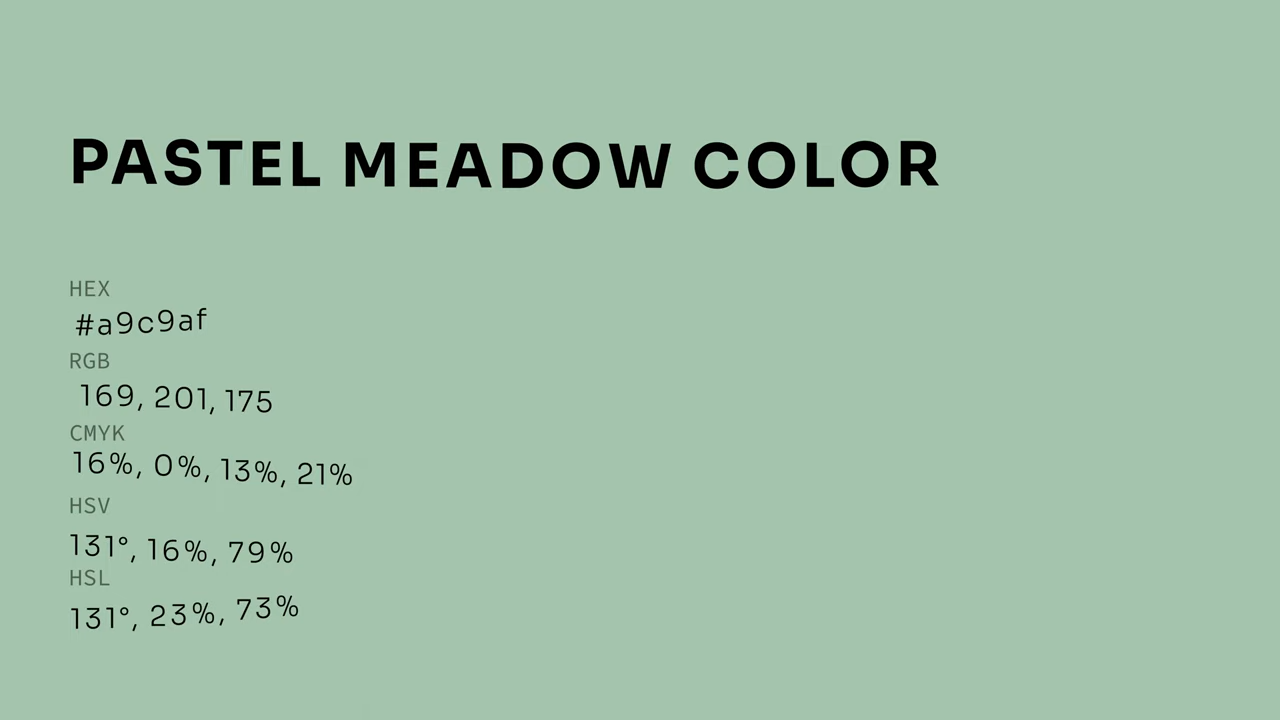 PASTEL MEADOW COLOR
HEX
#a9c9af
RGB
169, 201, 175
CMYK
16%, 0%, 13%, 21%
HSV
131°, 16%, 79%
HSL
131°, 23%, 73%